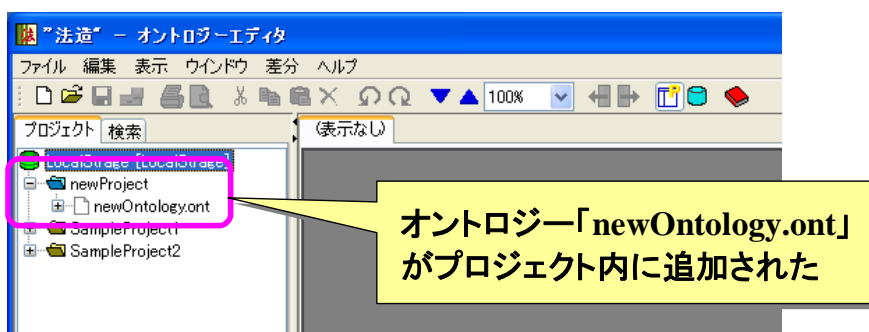 "法造" － オントロジーエディタ
ファイル 編集 表示 ウインドウ 差分 ヘルプ
100%
プロジェクト 検索
(表示なし)
LocalStrage [LocalStrage]
newProject
newOntology.ont
SampleProject1
SampleProject2
オントロジー「newOntology.ont」
がプロジェクト内に追加された